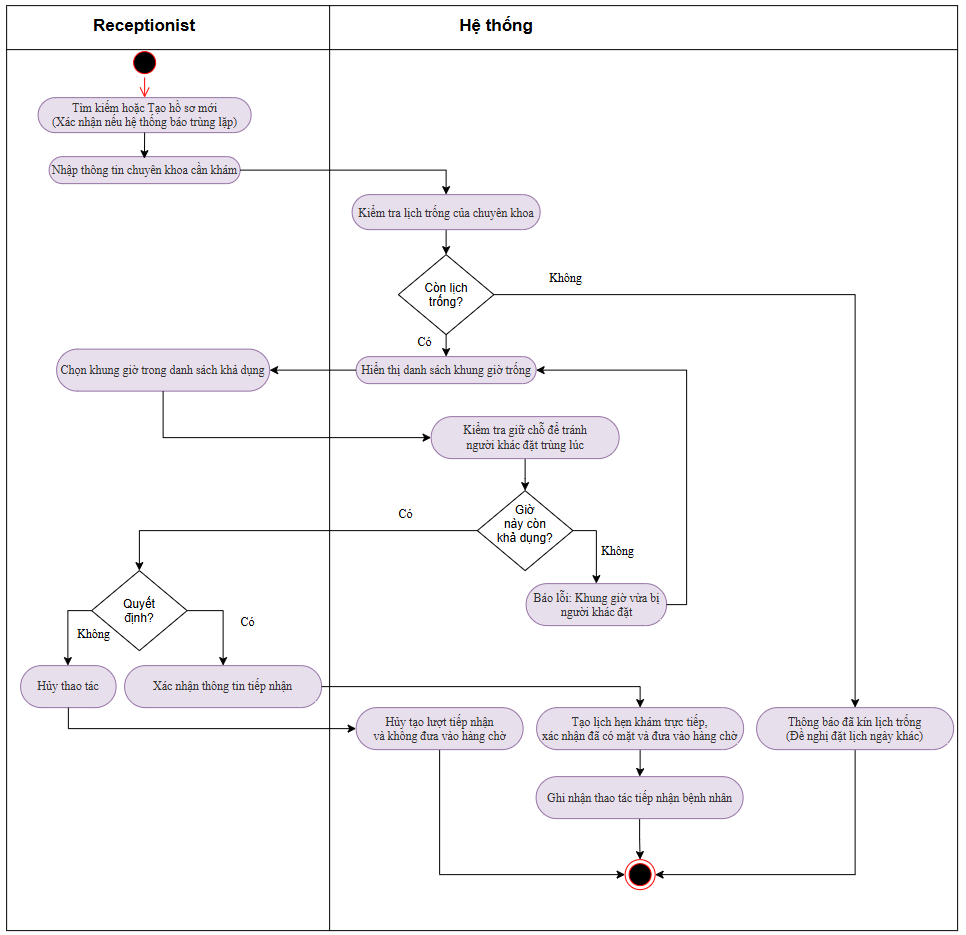 Receptionist
Hệ thống
Tìm kiếm hoặc Tạo hồ sơ mới
(Xác nhận nếu hệ thống báo trùng lặp)
Nhập thông tin chuyên khoa cần khám
Kiểm tra lịch trống của chuyên khoa
Còn lịch
trống?
Không
Có
Chọn khung giờ trong danh sách khả dụng
Hiển thị danh sách khung giờ trống
Kiểm tra giữ chỗ để tránh
người khác đặt trùng lúc
Giờ
này còn
khả dụng?
Có
Không
Báo lỗi: Khung giờ vừa bị
người khác đặt
Quyết
định?
Không
Có
Hủy thao tác
Xác nhận thông tin tiếp nhận
Hủy tạo lượt tiếp nhận
và không đưa vào hàng chờ
Tạo lịch hẹn khám trực tiếp,
xác nhận đã có mặt và đưa vào hàng chờ
Thông báo đã kín lịch trống
(Đề nghị đặt lịch ngày khác)
Ghi nhận thao tác tiếp nhận bệnh nhân